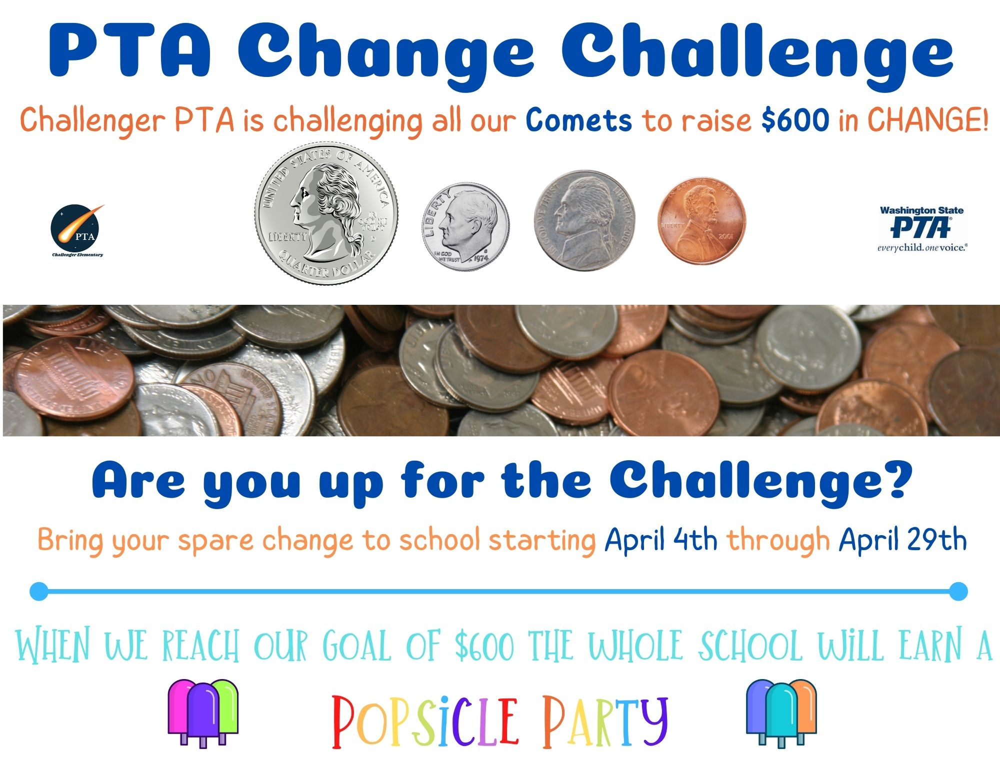 PTA Change Challenge
Challenger PTA is challenging all our Comets to raise $600 in CHANGE!
PTA
Challenger Elementary
UNITED STATES OF AMERICA
LIBERTY
IN
GOD WE
TRUST
D
QUARTER DOLLAR
LIBERTY
IN GOD
WE TRUST
S
1974
IN GOD WE TRUST
LIBERTY
IN GOD WE TRUST
LIBERTY
2001
Washington State
PTA®
everychild.onevoice.®
Are you up for the Challenge?
Bring your spare change to school starting April 4th through April 29th
WHEN WE REACH OUR GOAL OF $600 THE WHOLE SCHOOL WiLL EARN A
POPSiCLE PARTY